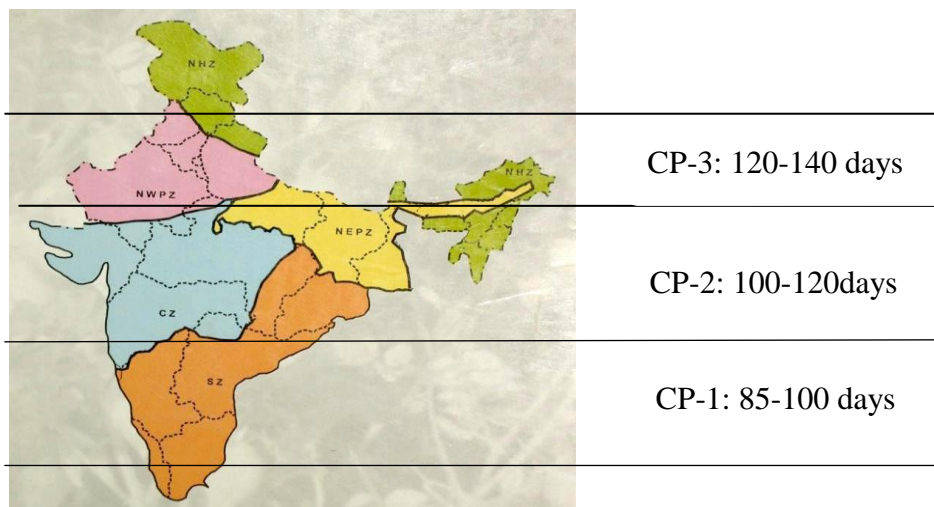 NHZ
CP-3: 120-140 days
NHZ
NWPZ
NEPZ
CP-2: 100-120days
CZ
SZ
CP-1: 85-100 days